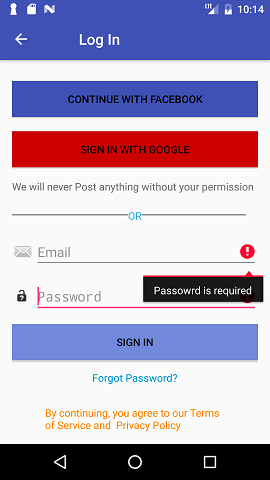 10:14
Log In
CONTINUE WITH FACEBOOK
SIGN IN WITH GOOGLE
We will never Post anything without your permission
OR
Email
Passowrd is required
Password
SIGN IN
Forgot Password?
By continuing, you agree to our Terms
of Service and Privacy Policy